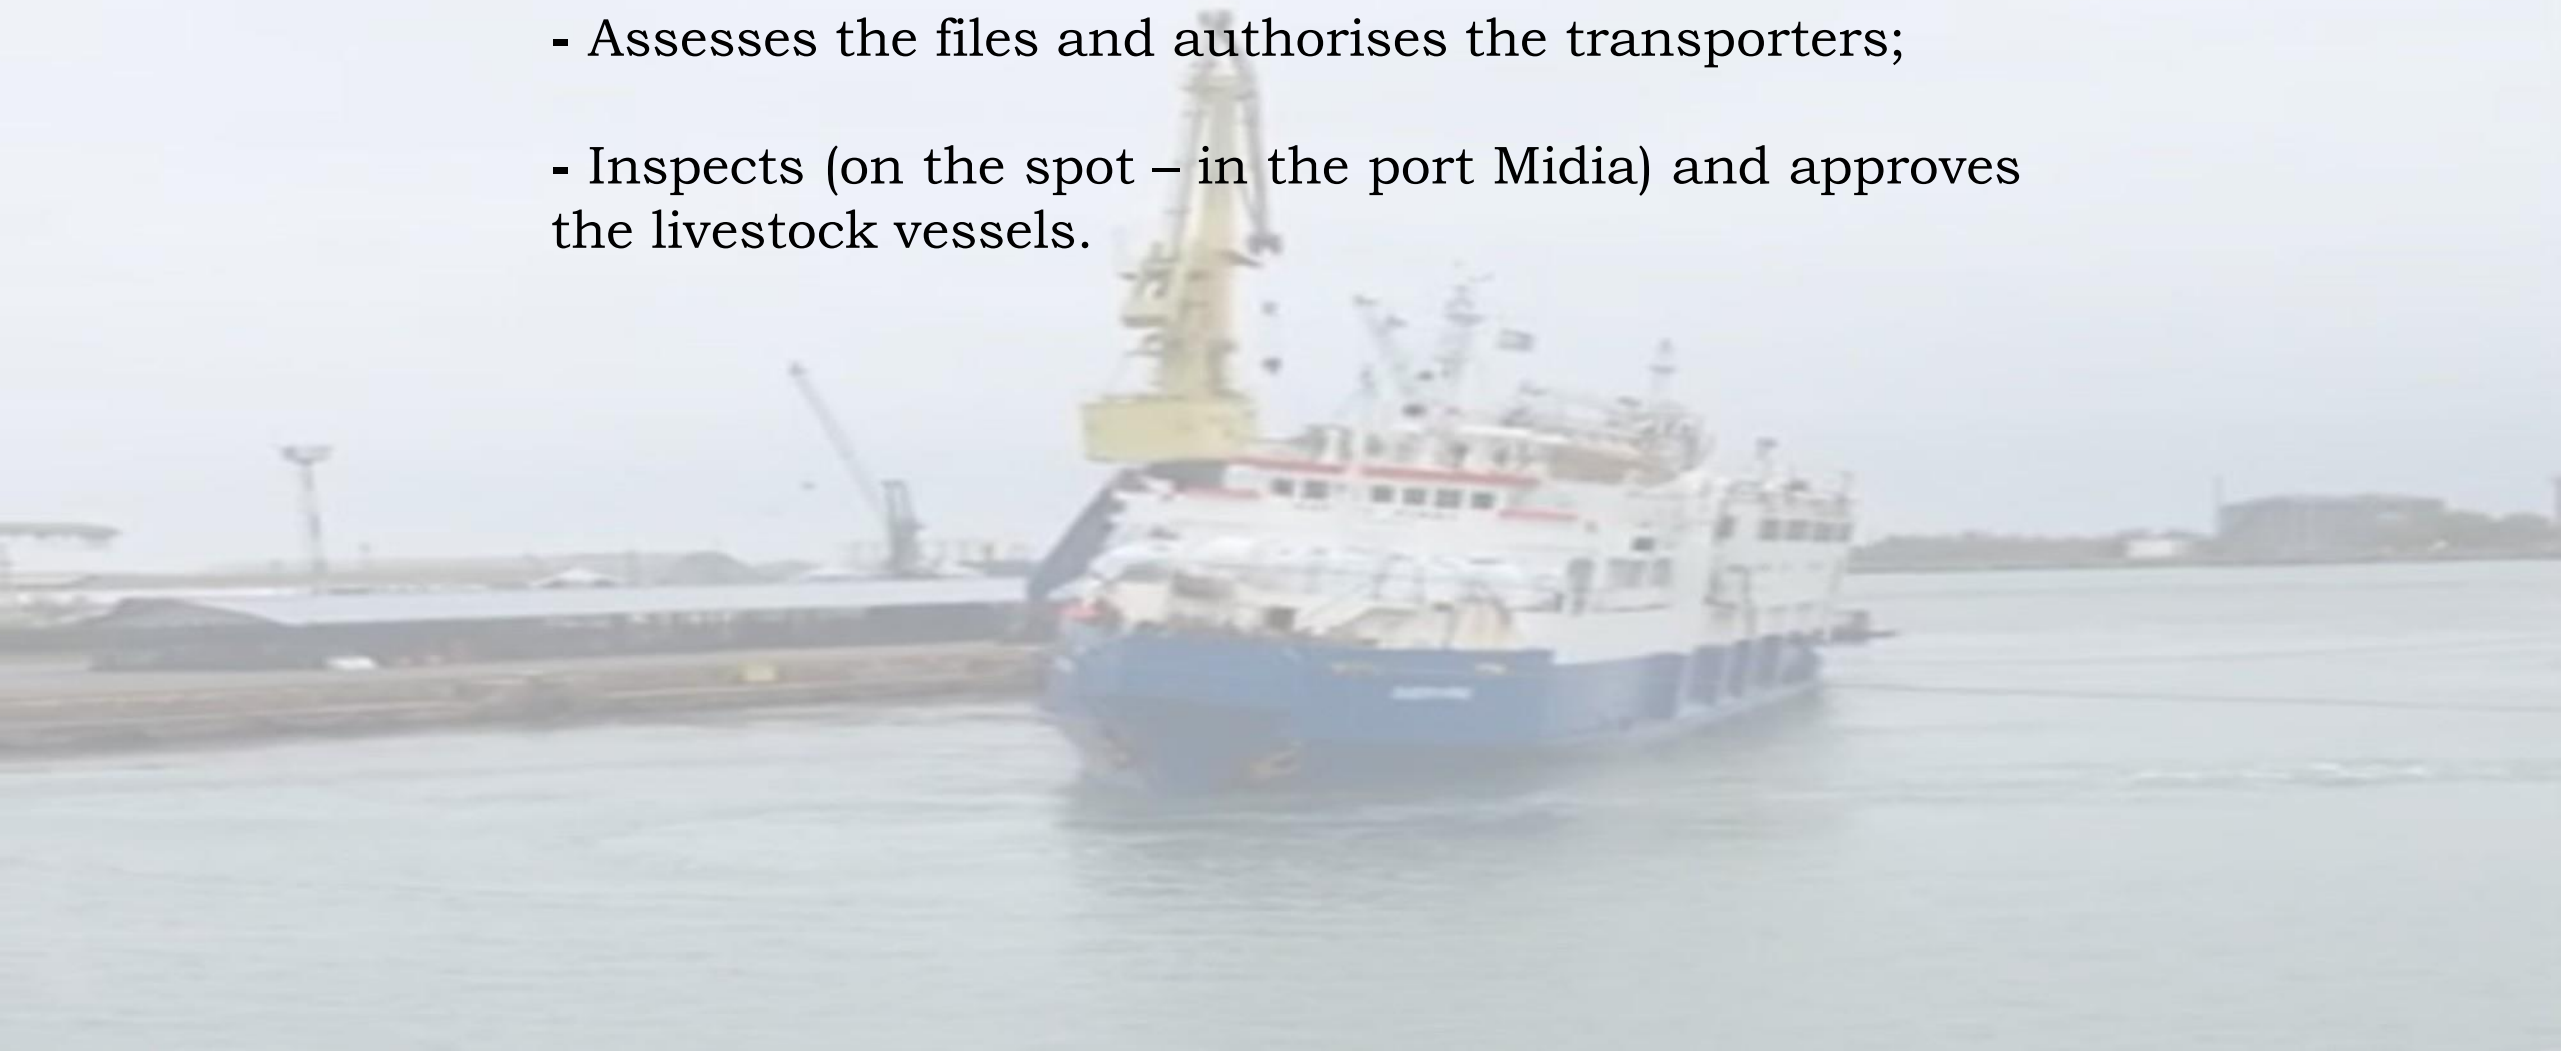 - Assesses the files and authorises the transporters;
- Inspects (on the spot – in the port Midia) and approves
the livestock vessels.